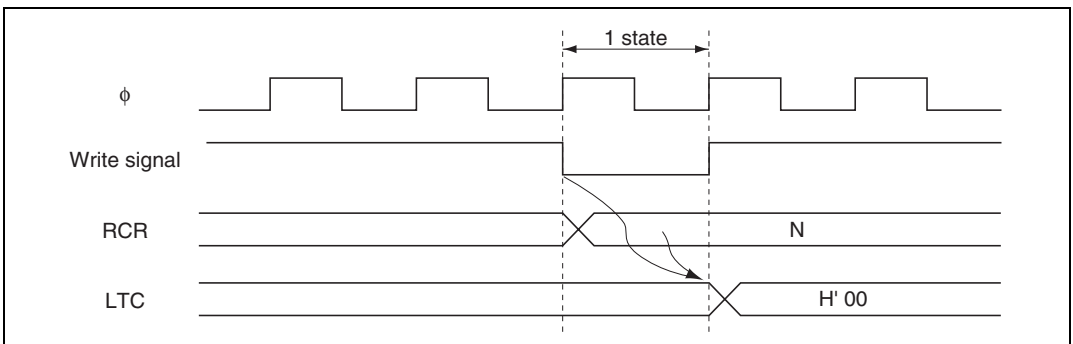 1 state
ϕ
Write signal
RCR
N
LTC
H' 00